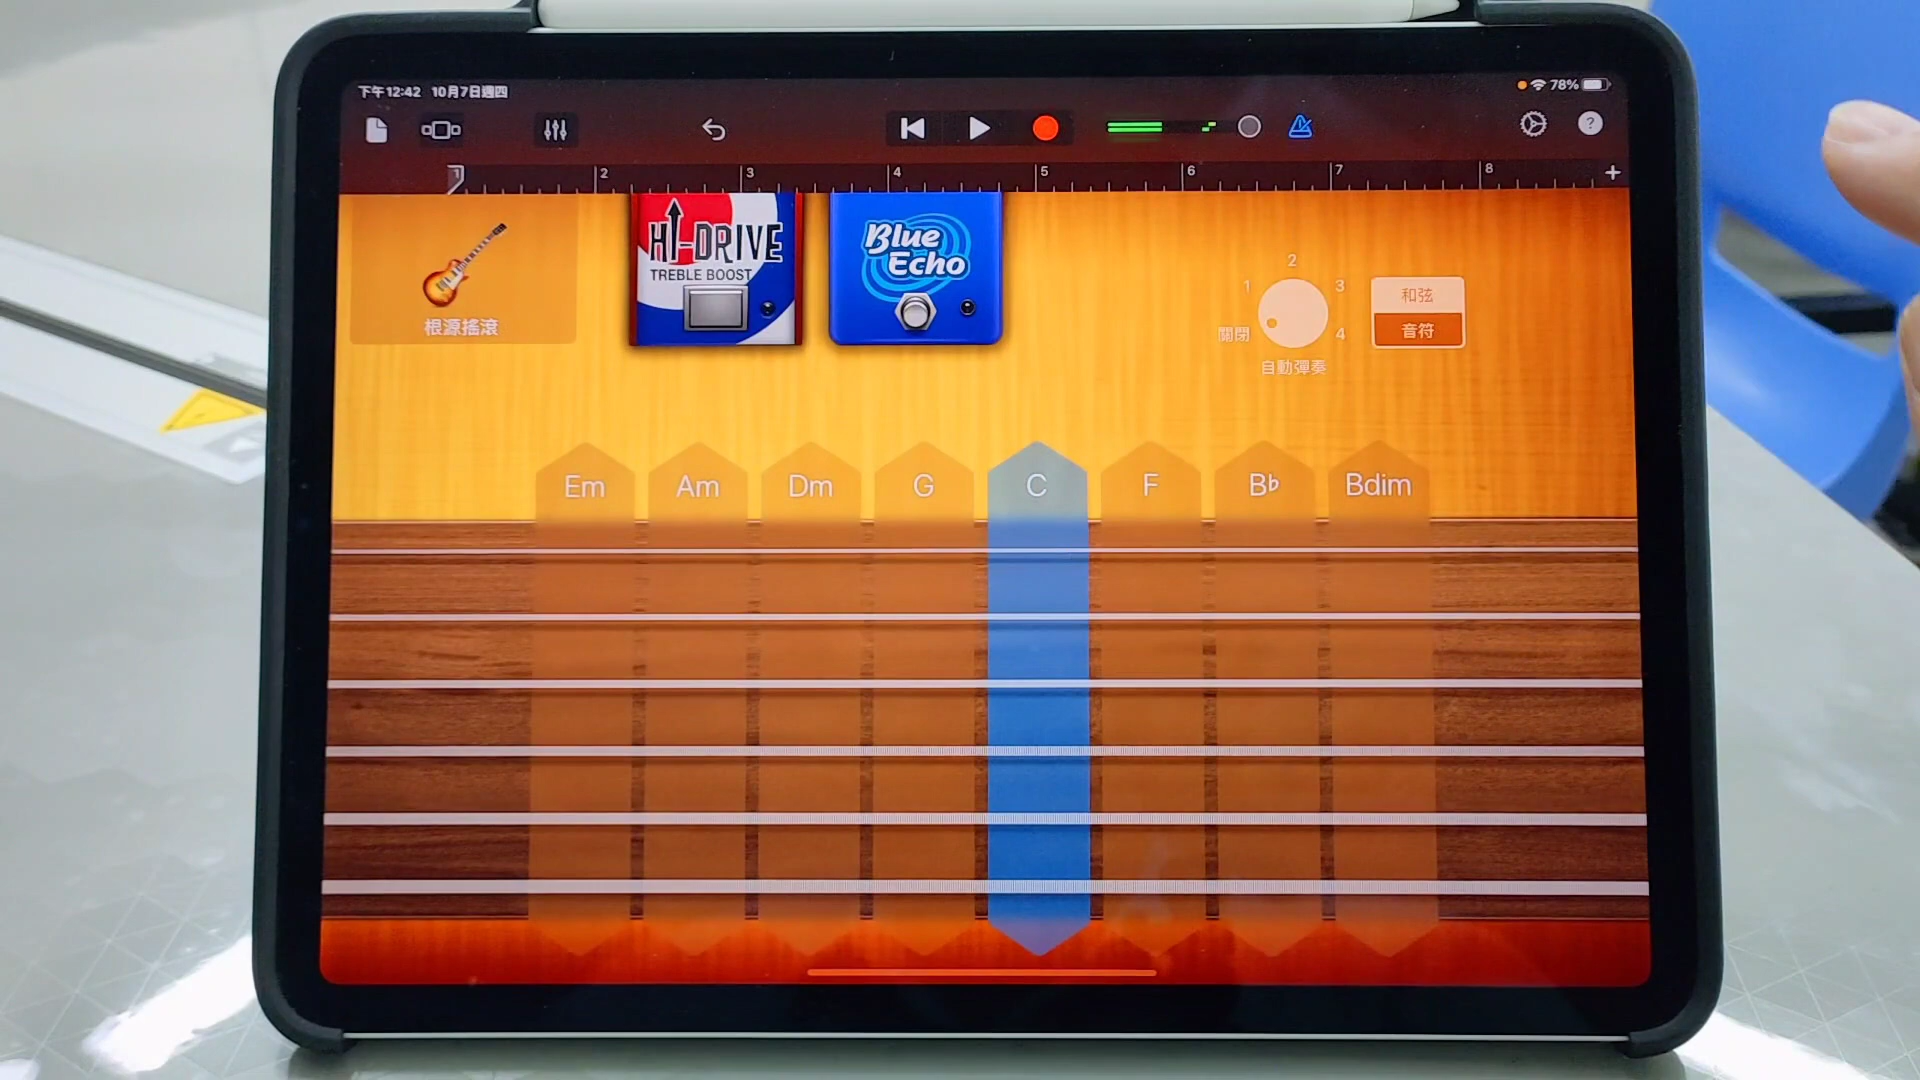 下午12:42 10月7日週四
78%
1 2 3 4 5 6 7 8
HI-DRIVE
TREBLE BOOST
Blue
Echo
根源搖滾
2
1 3
關閉 4
自動彈奏
和弦
音符
Em Am Dm G C F B♭ Bdim